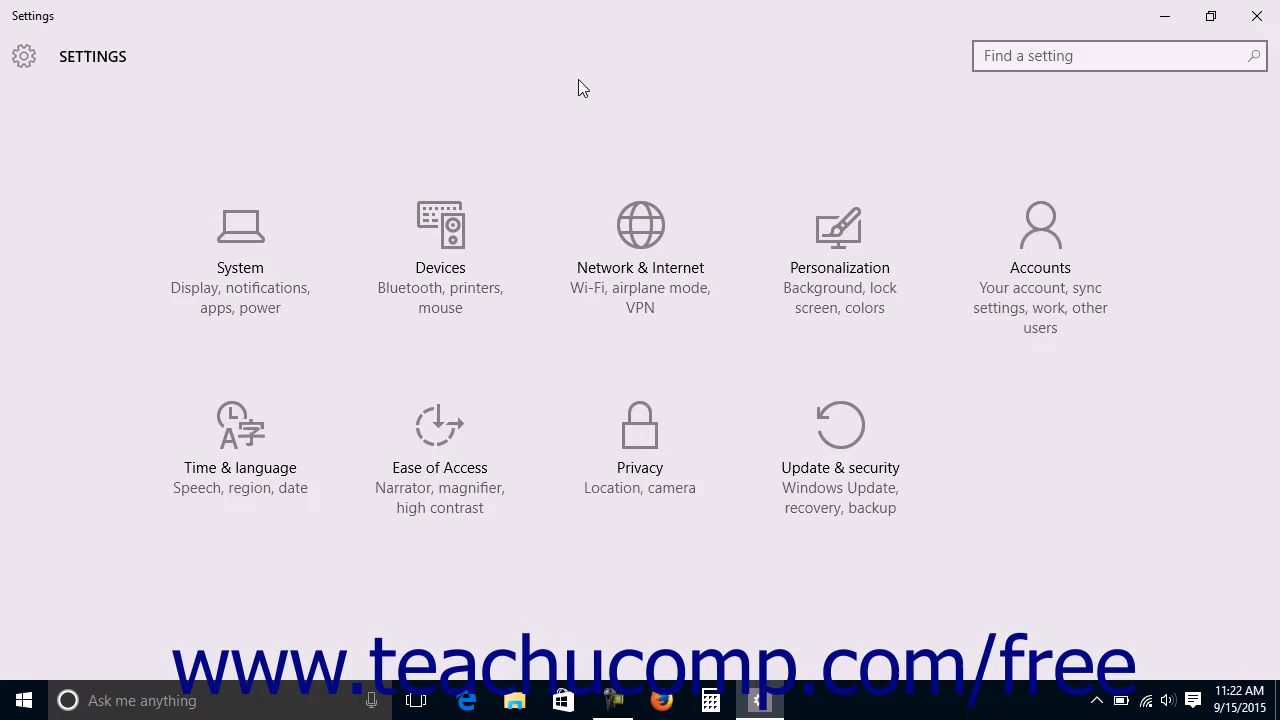 Settings
SETTINGS
Find a setting
System
Display, notifications,
apps, power
Devices
Bluetooth, printers,
mouse
Network & Internet
Wi-Fi, airplane mode,
VPN
Personalization
Background, lock
screen, colors
Accounts
Your account, sync
settings, work, other
users
Time & language
Speech, region, date
Ease of Access
Narrator, magnifier,
high contrast
Privacy
Location, camera
Update & security
Windows Update,
recovery, backup
www.teachucomp.com/free
Ask me anything
11:22 AM
9/15/2015